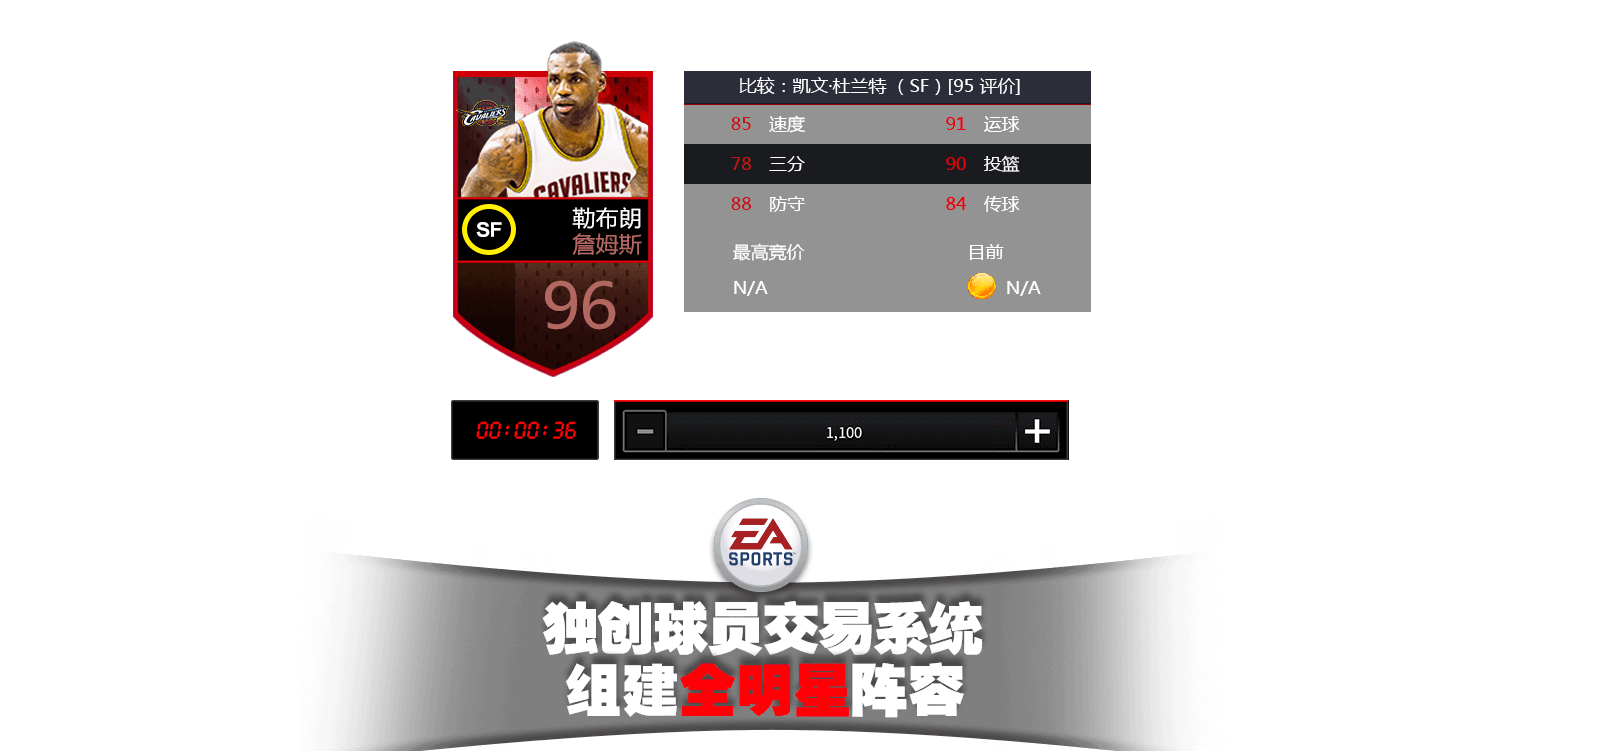 CAVALIERS
CAVALIERS
SF
勒布朗
詹姆斯
96
比较：凯文·杜兰特 （SF）[95 评价]
85 速度 91 运球
78 三分 90 投篮
88 防守 84 传球
最高竞价 目前
N/A N/A
00:00:36
1,100
EA
SPORTS
独创球员交易系统
组建全明星阵容